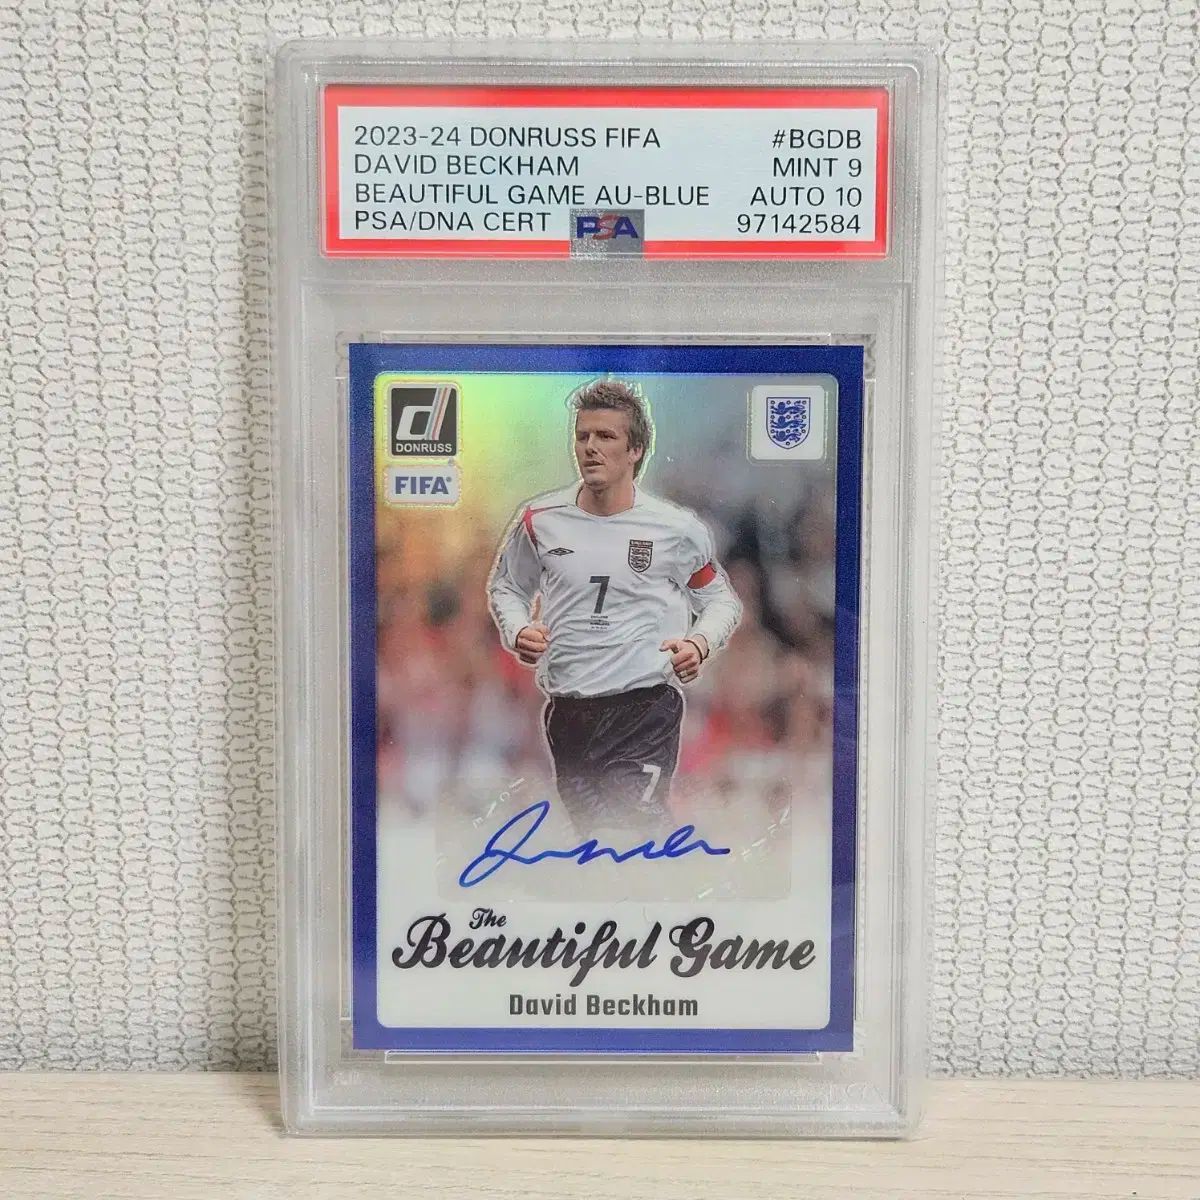 2023-24 DONRUSS FIFA #BGDB
DAVID BECKHAM MINT 9
BEAUTIFUL GAME AU-BLUE AUTO 10
PSA/DNA CERT PSA 97142584
d
DONRUSS
FIFA
7
7
The
Beautiful Game
David Beckham